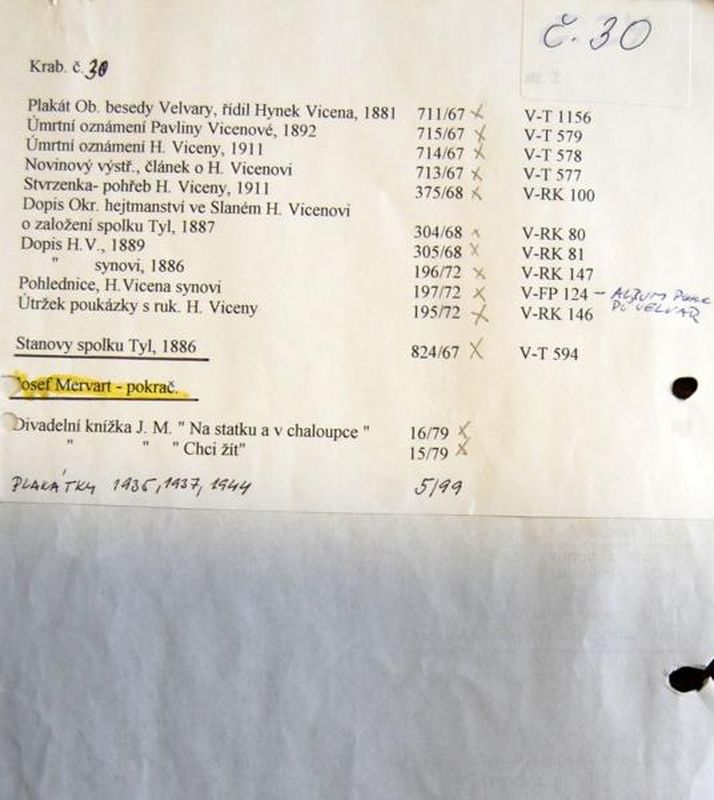 č. 30
Krab. č. 30
Plakát Ob. besedy Velvary, řídil Hynek Vicena, 1881 711/67 x V-T 1156
Úmrtní oznámení Pavlíny Vicenové, 1892 715/67 x V-T 579
Úmrtní oznámení H. Viceny, 1911 714/67 x V-T 578
Novinový výstř., článek o H. Vicenovi 713/67 x V-T 577
Stvrzenka- pohřeb H. Viceny, 1911 375/68 x V-RK 100
Dopis Okr. hejtmanství ve Slaném H. Vicenovi
o založení spolku Tyl, 1887 304/68 x V-RK 80
Dopis H.V., 1889 305/68 x V-RK 81
" synovi, 1886 196/72 x V-RK 147
Pohlednice, H.Vicena synovi 197/72 x V-FP 124 - ALBUM
Útržek poukázky s ruk. H. Viceny 195/72 x V-RK 146
Stanovy spolku Tyl, 1886 824/67 x V-T 594
Josef Mervart - pokrač.
Divadelní knížka J. M. " Na statku a v chaloupce " 16/79 x
" " " Chci žít" 15/79 x
PLAKÁTKY 1936, 1937, 1944 5/99